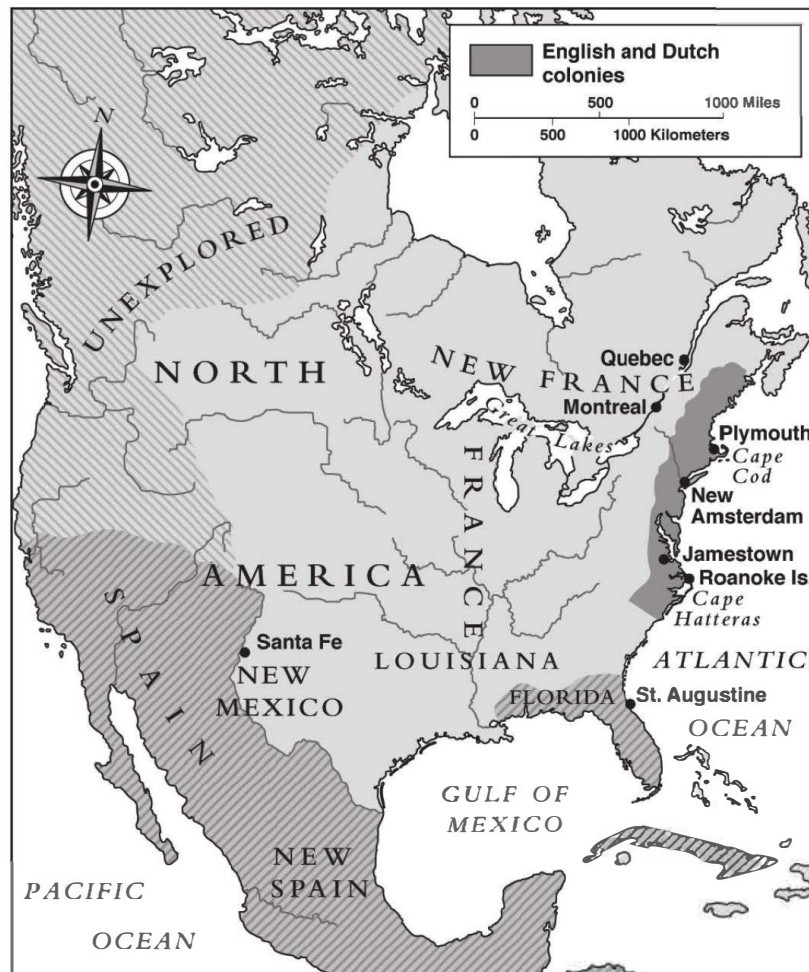 English and Dutch
colonies
0 500 1000 Miles
0 500 1000 Kilometers
N
UNEXPLORED
NORTH
AMERICA
NEW FRANCE
Quebec
Montreal
Great Lakes
FRANCE
Plymouth
Cape
Cod
New
Amsterdam
Jamestown
Roanoke Is.
Cape
Hatteras
SPAIN
Santa Fe
NEW
MEXICO
LOUISIANA
ATLANTIC
OCEAN
FLORIDA
St. Augustine
GULF OF
MEXICO
NEW
SPAIN
PACIFIC
OCEAN